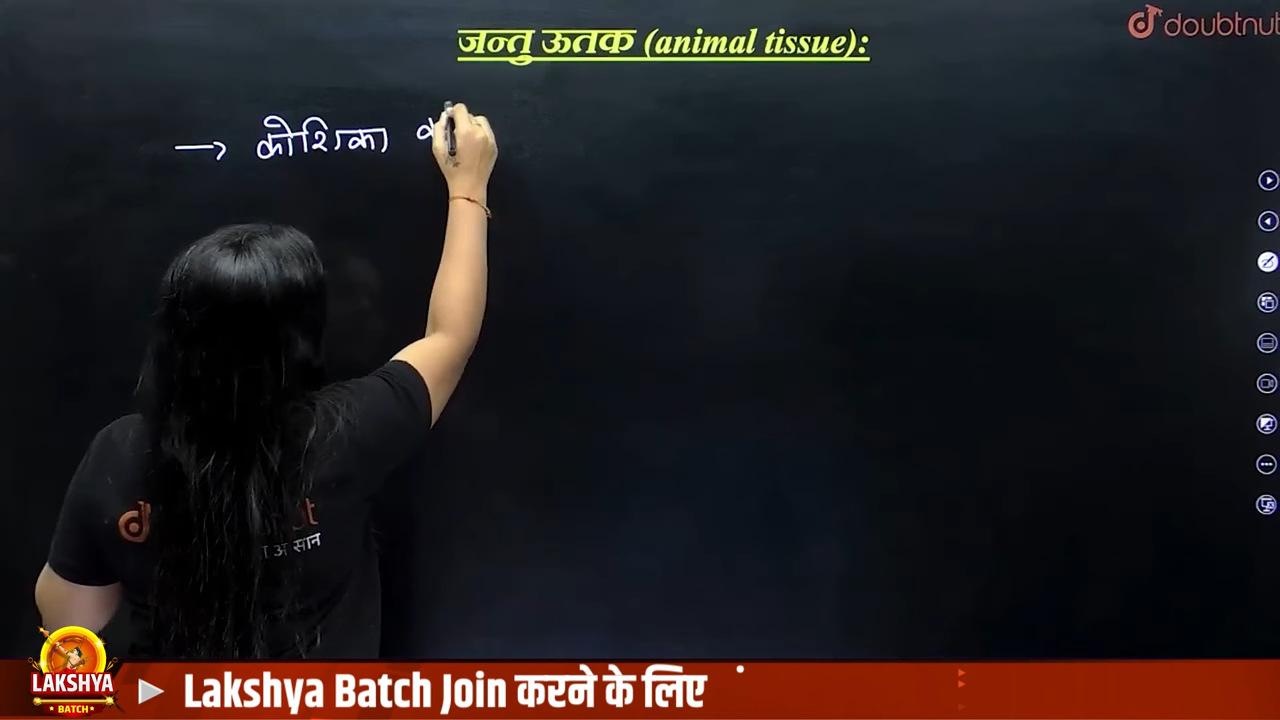 doubtnut
जन्तु ऊतक (animal tissue):
→ कोशिका
सान
LAKSHYA
BATCH
Lakshya Batch Join करने के लिए